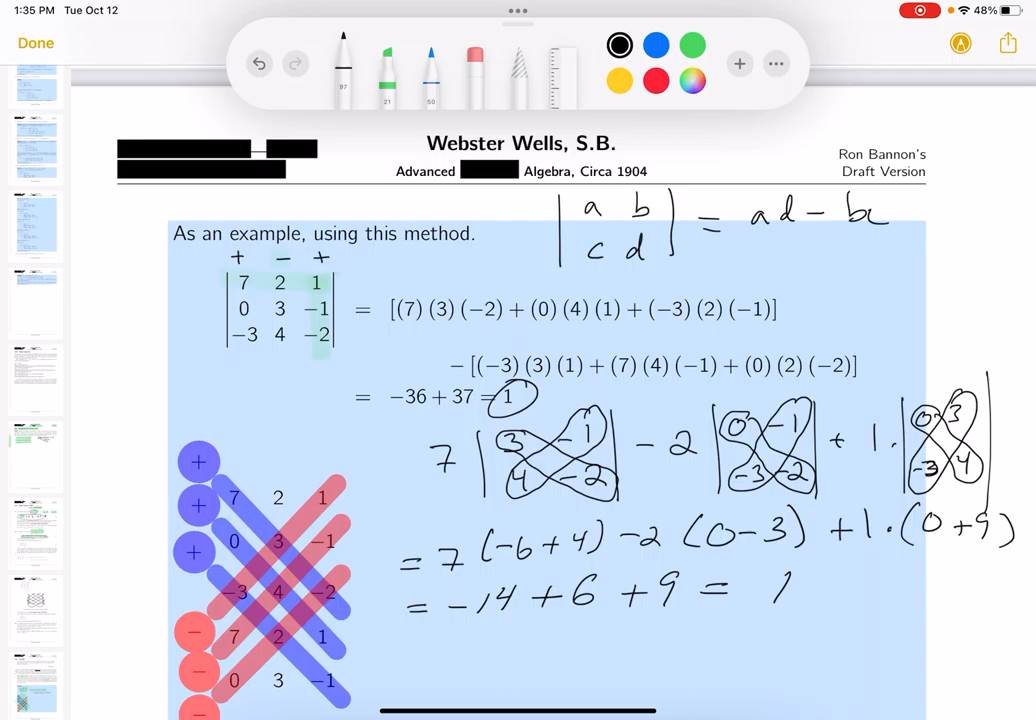 1:35 PM Tue Oct 12
48%
Done
97
21
50
Webster Wells, S.B.
Advanced Algebra, Circa 1904
Ron Bannon's
Draft Version
| a b | = ad - bc
| c d |
As an example, using this method.
+ - +
| 7 2 1 |
| 0 3 −1 | = [(7) (3) (−2) + (0) (4) (1) + (−3) (2) (−1)]
| −3 4 −2 |
− [(−3) (3) (1) + (7) (4) (−1) + (0) (2) (−2)]
= −36 + 37 = 1
7 | 3 -1 | - 2 | 0 -1 | + 1 · | 0 3 |
| 4 -2 | | -3 -2 | | -3 4 |
= 7 (-6+4) -2 (0-3) +1·(0+9)
= -14 +6 +9 = 1
+ 7 2 1
+ 0 3 −1
+ −3 4 −2
− 7 2 1
− 0 3 −1
−